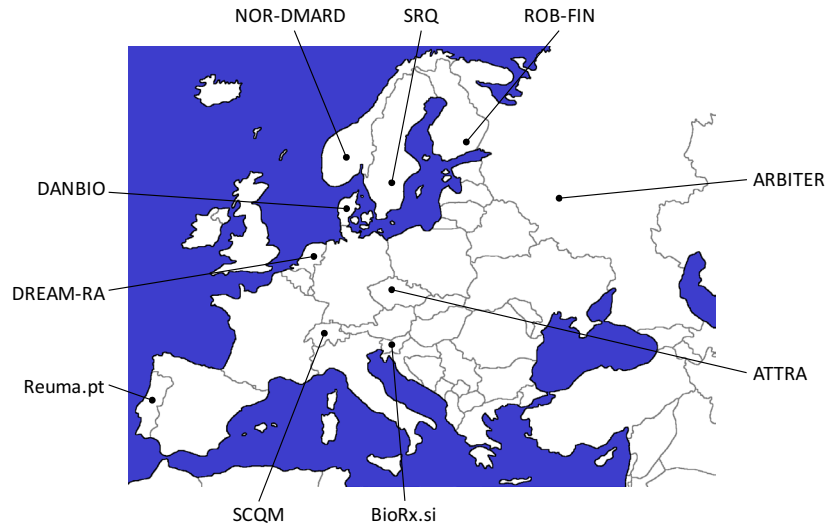 NOR-DMARD
SRQ
ROB-FIN
DANBIO
ARBITER
DREAM-RA
ATTRA
Reuma.pt
SCQM
BioRx.si